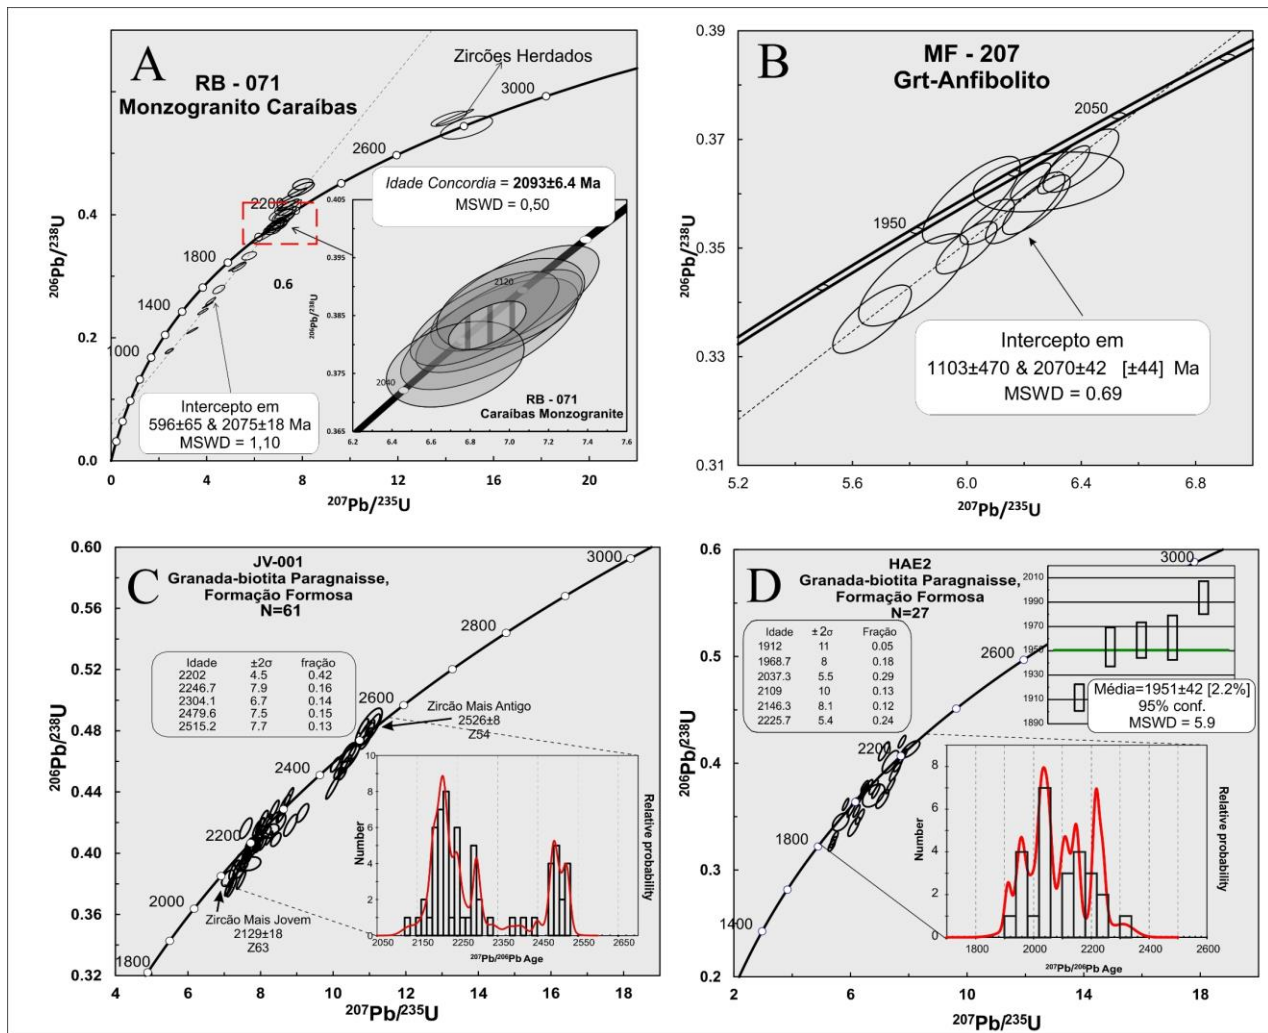 A
RB - 071
Monzogranito Caraíbas
Zircões Herdados
3000
2600
2200
1800
1400
1000
0.6
0.4
0.2
0.0
0
4
8
12
16
20
206Pb/238U
207Pb/235U
Idade Concordia = 2093±6.4 Ma
MSWD = 0,50
Intercepto em
596±65 & 2075±18 Ma
MSWD = 1,10
0.405
0.395
0.385
0.375
0.365
206Pb/238U
2120
2040
RB - 071
Caraíbas Monzogranite
6.2
6.4
6.6
6.8
7.0
7.2
7.4
7.6
B
MF - 207
Grt-Anfibolito
0.39
0.37
0.35
0.33
0.31
206Pb/238U
2050
1950
Intercepto em
1103±470 & 2070±42 [±44] Ma
MSWD = 0.69
5.2
5.6
6.0
6.4
6.8
207Pb/235U
C
JV-001
Granada-biotita Paragnaisse,
Formação Formosa
N=61
0.60
0.56
0.52
0.48
0.44
0.40
0.36
0.32
206Pb/238U
3000
2800
2600
2400
2200
2000
1800
Idade ±2σ fração
2202 4.5 0.42
2246.7 7.9 0.16
2304.1 6.7 0.14
2479.6 7.5 0.15
2515.2 7.7 0.13
Zircão Mais Antigo
2526±8
Z54
Zircão Mais Jovem
2129±18
Z63
10
8
6
4
2
0
Number
Relative probability
2050 2150 2250 2350 2450 2550 2650
207Pb/206Pb Age
4
6
8
10
12
14
16
18
207Pb/235U
D
HAE2
Granada-biotita Paragnaisse,
Formação Formosa
N=27
0.6
0.5
0.4
0.3
0.2
206Pb/238U
3000
2600
2200
1800
1400
Idade ±2σ Fração
1912 11 0.05
1968.7 8 0.18
2037.3 5.5 0.29
2109 10 0.13
2146.3 8.1 0.12
2225.7 5.4 0.24
2010
1990
1970
1950
1930
1910
1890
Média=1951±42 [2.2%]
95% conf.
MSWD = 5.9
8
6
4
2
0
Number
Relative probability
1800 2000 2200 2400 2600
207Pb/206Pb Age
2
6
10
14
18
207Pb/235U